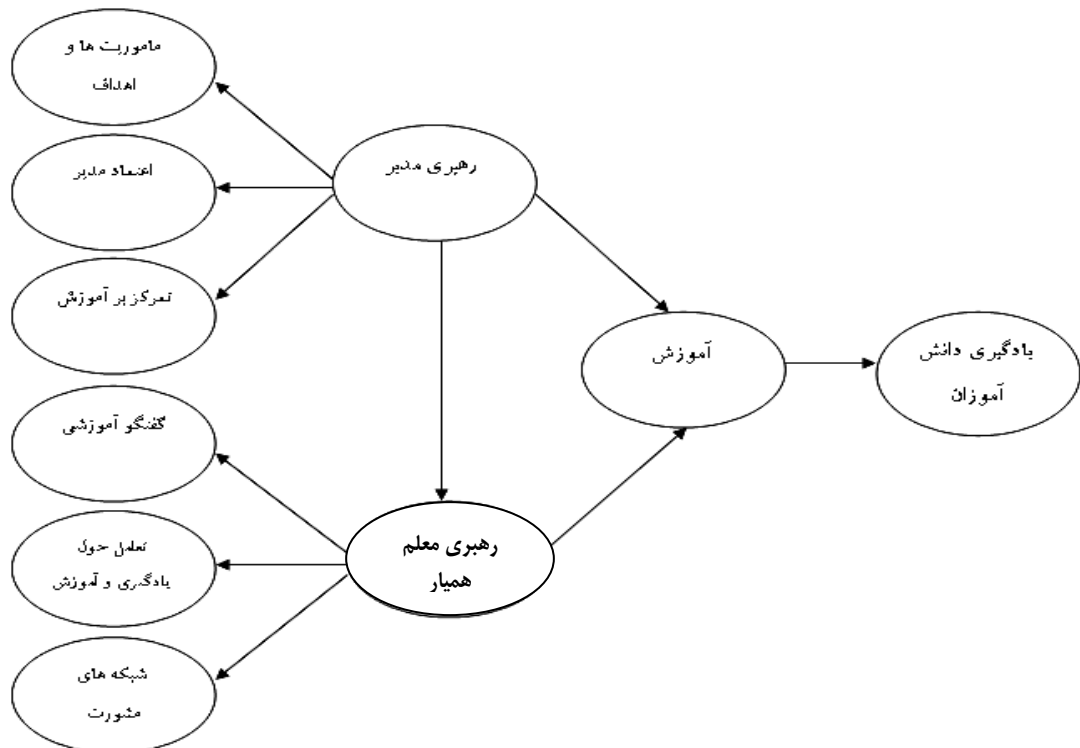 ماموریت ها و
اهداف
رهبری مدیر
اعتماد مدیر
تمرکز بر آموزش
آموزش
یادگیری دانش
آموزان
گفتگو آموزشی
رهبری معلم
همیار
تعامل حول
یادگیری و آموزش
شبکه های
مشورت